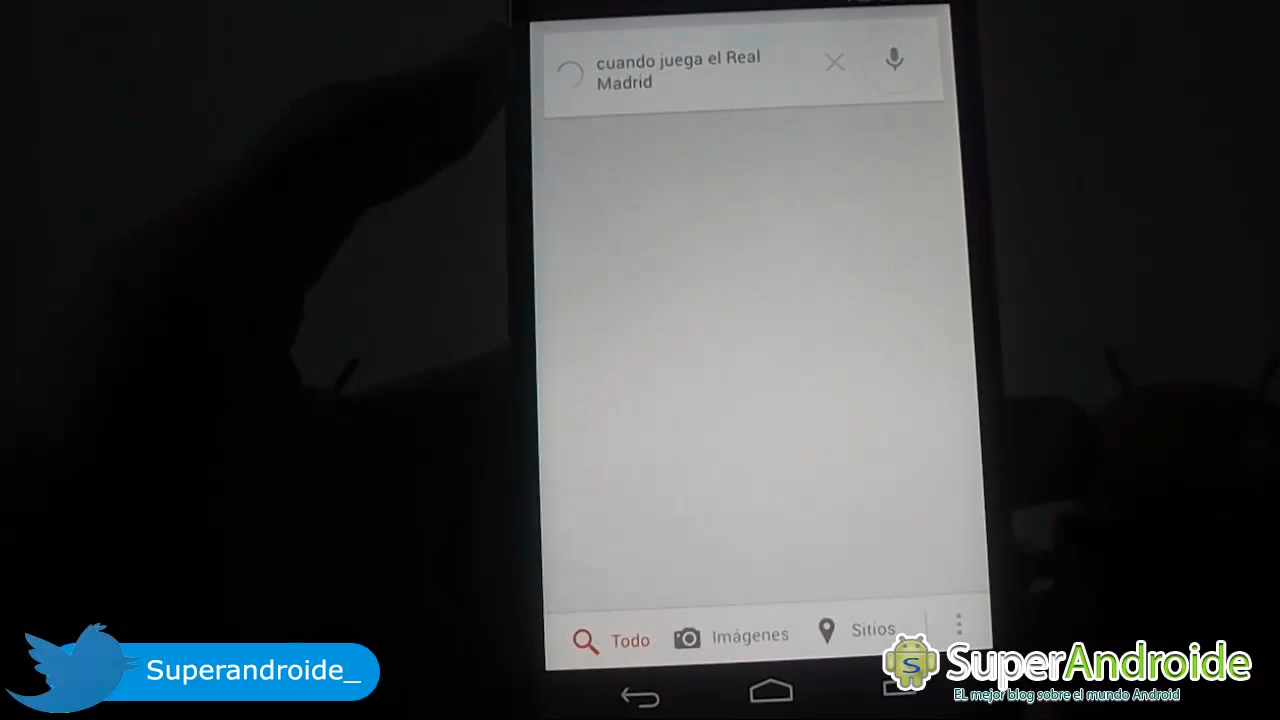 cuando juega el Real
Madrid
Todo
Imágenes
Sitios
Superandroide_
S
SuperAndroide
EL mejor blog sobre el mundo Android